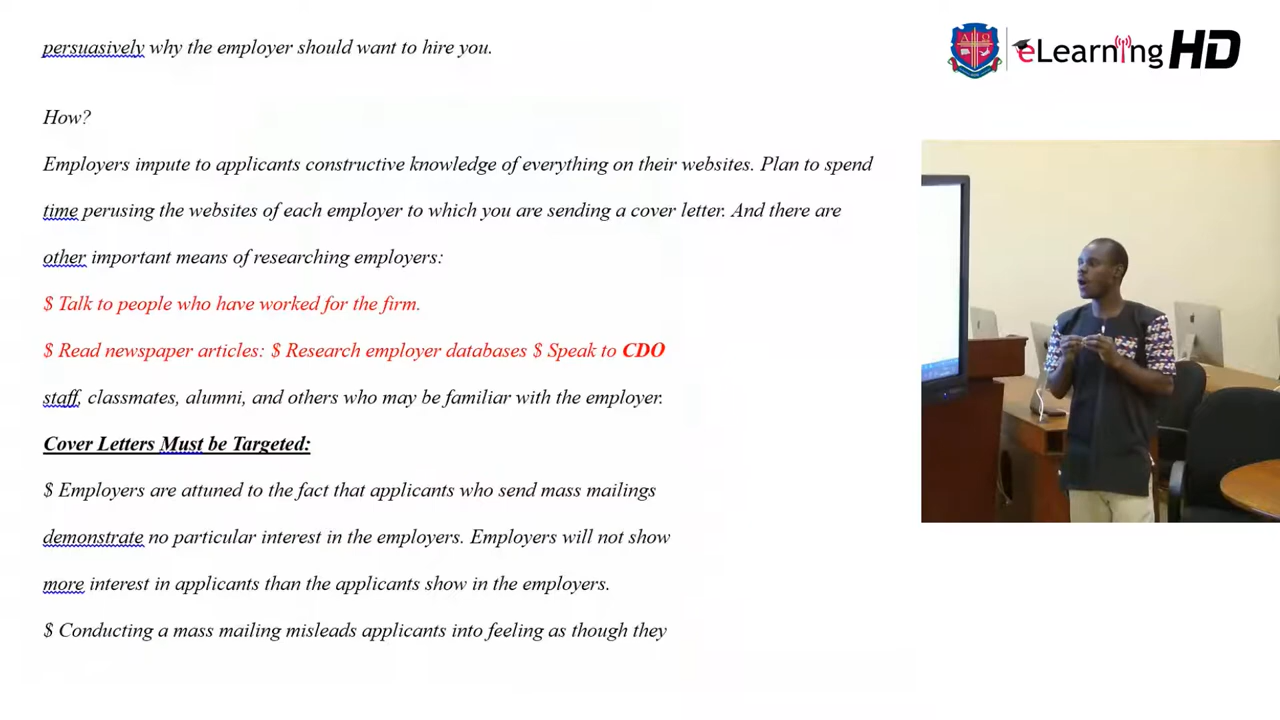 persuasively why the employer should want to hire you.
eLearning HD
How?
Employers impute to applicants constructive knowledge of everything on their websites. Plan to spend
time perusing the websites of each employer to which you are sending a cover letter. And there are
other important means of researching employers:
$ Talk to people who have worked for the firm.
$ Read newspaper articles: $ Research employer databases $ Speak to CDO
staff, classmates, alumni, and others who may be familiar with the employer.
Cover Letters Must be Targeted:
$ Employers are attuned to the fact that applicants who send mass mailings
demonstrate no particular interest in the employers. Employers will not show
more interest in applicants than the applicants show in the employers.
$ Conducting a mass mailing misleads applicants into feeling as though they